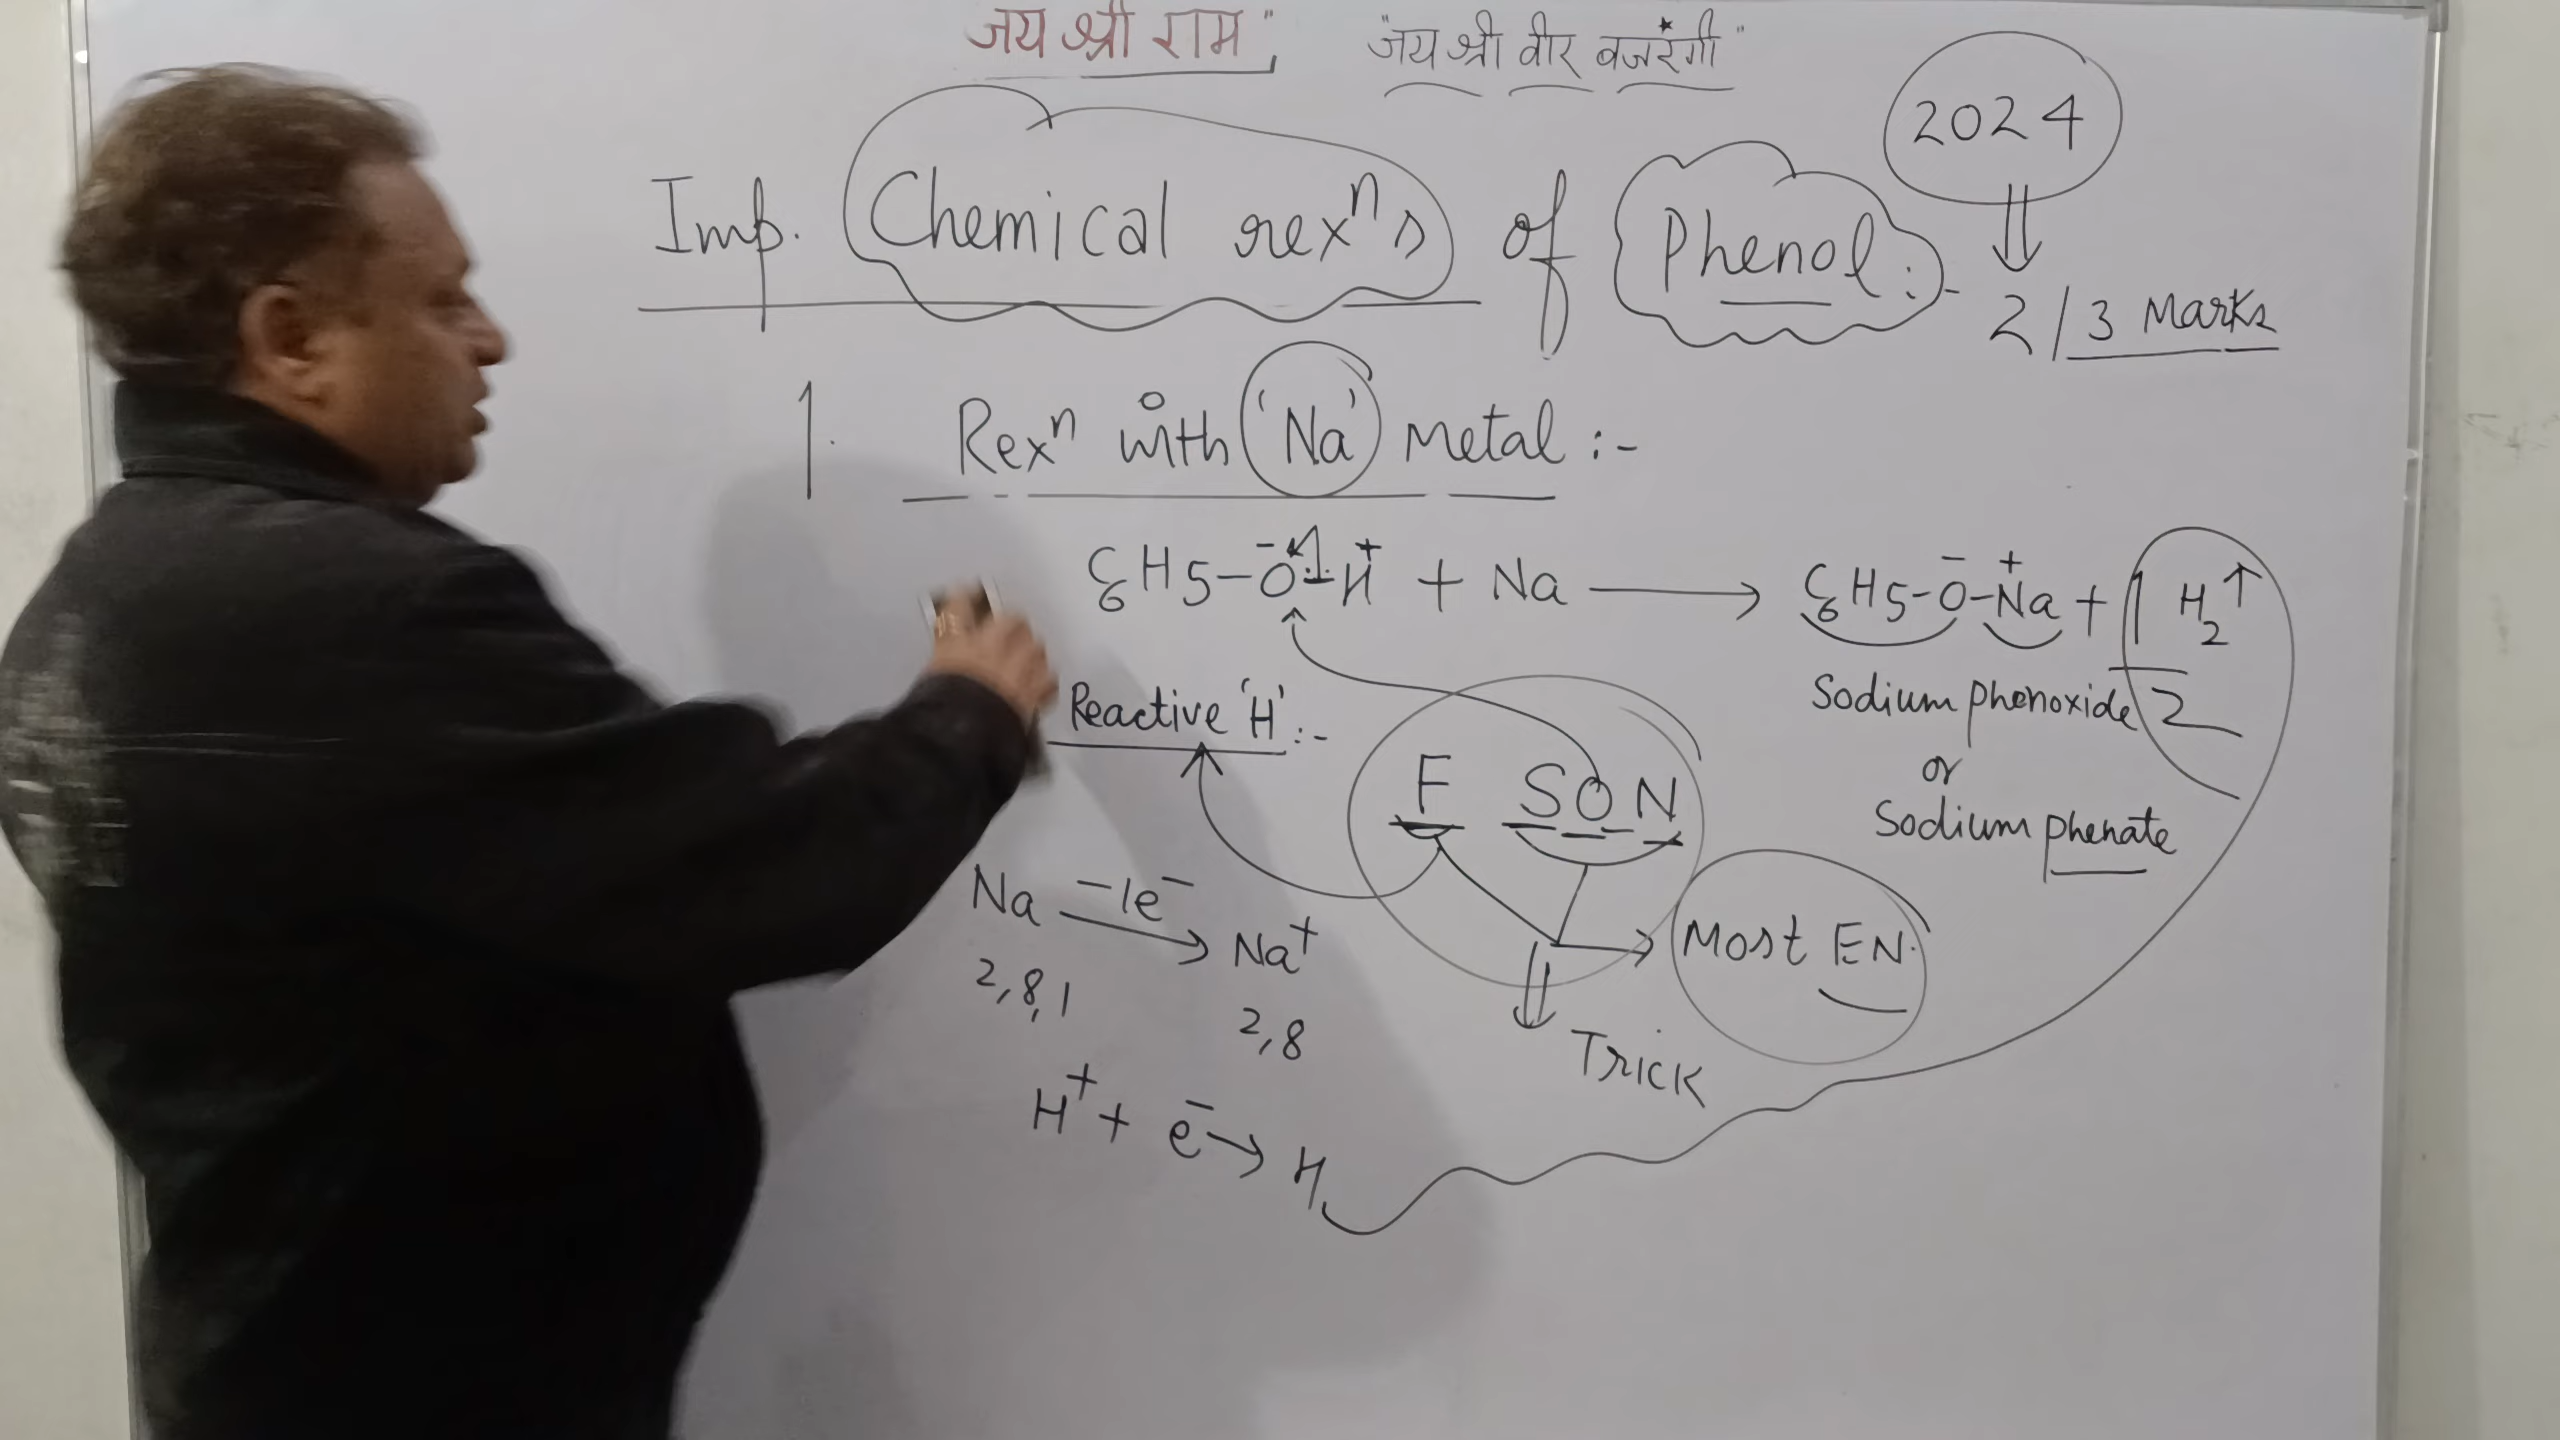 जय श्री राम" "जय श्री वीर बजरंगी"
2024
Imp. Chemical rexⁿs of Phenol :-
2/3 Marks
1. Rexⁿ with 'Na' Metal :-
C₆H5-O⁻-H⁺ + Na ⟶ C₆H5-O⁻-Na⁺ + 1/2 H₂↑
Sodium phenoxide
or
Sodium phenate
Reactive 'H' :-
F SON
Most EN.
Trick
Na -1e⁻→ Na⁺
2,8,1 2,8
H⁺ + e⁻ → H